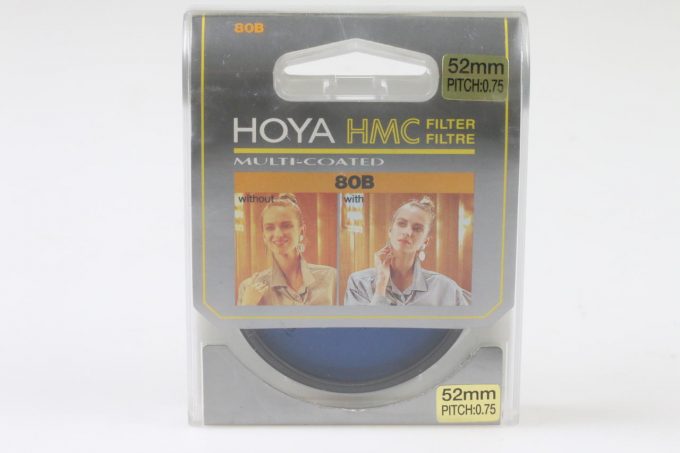 80B
52mm
PITCH:0.75
HOYA HMC FILTER
FILTRE
MULTI-COATED
80B
without with
52mm
PITCH:0.75